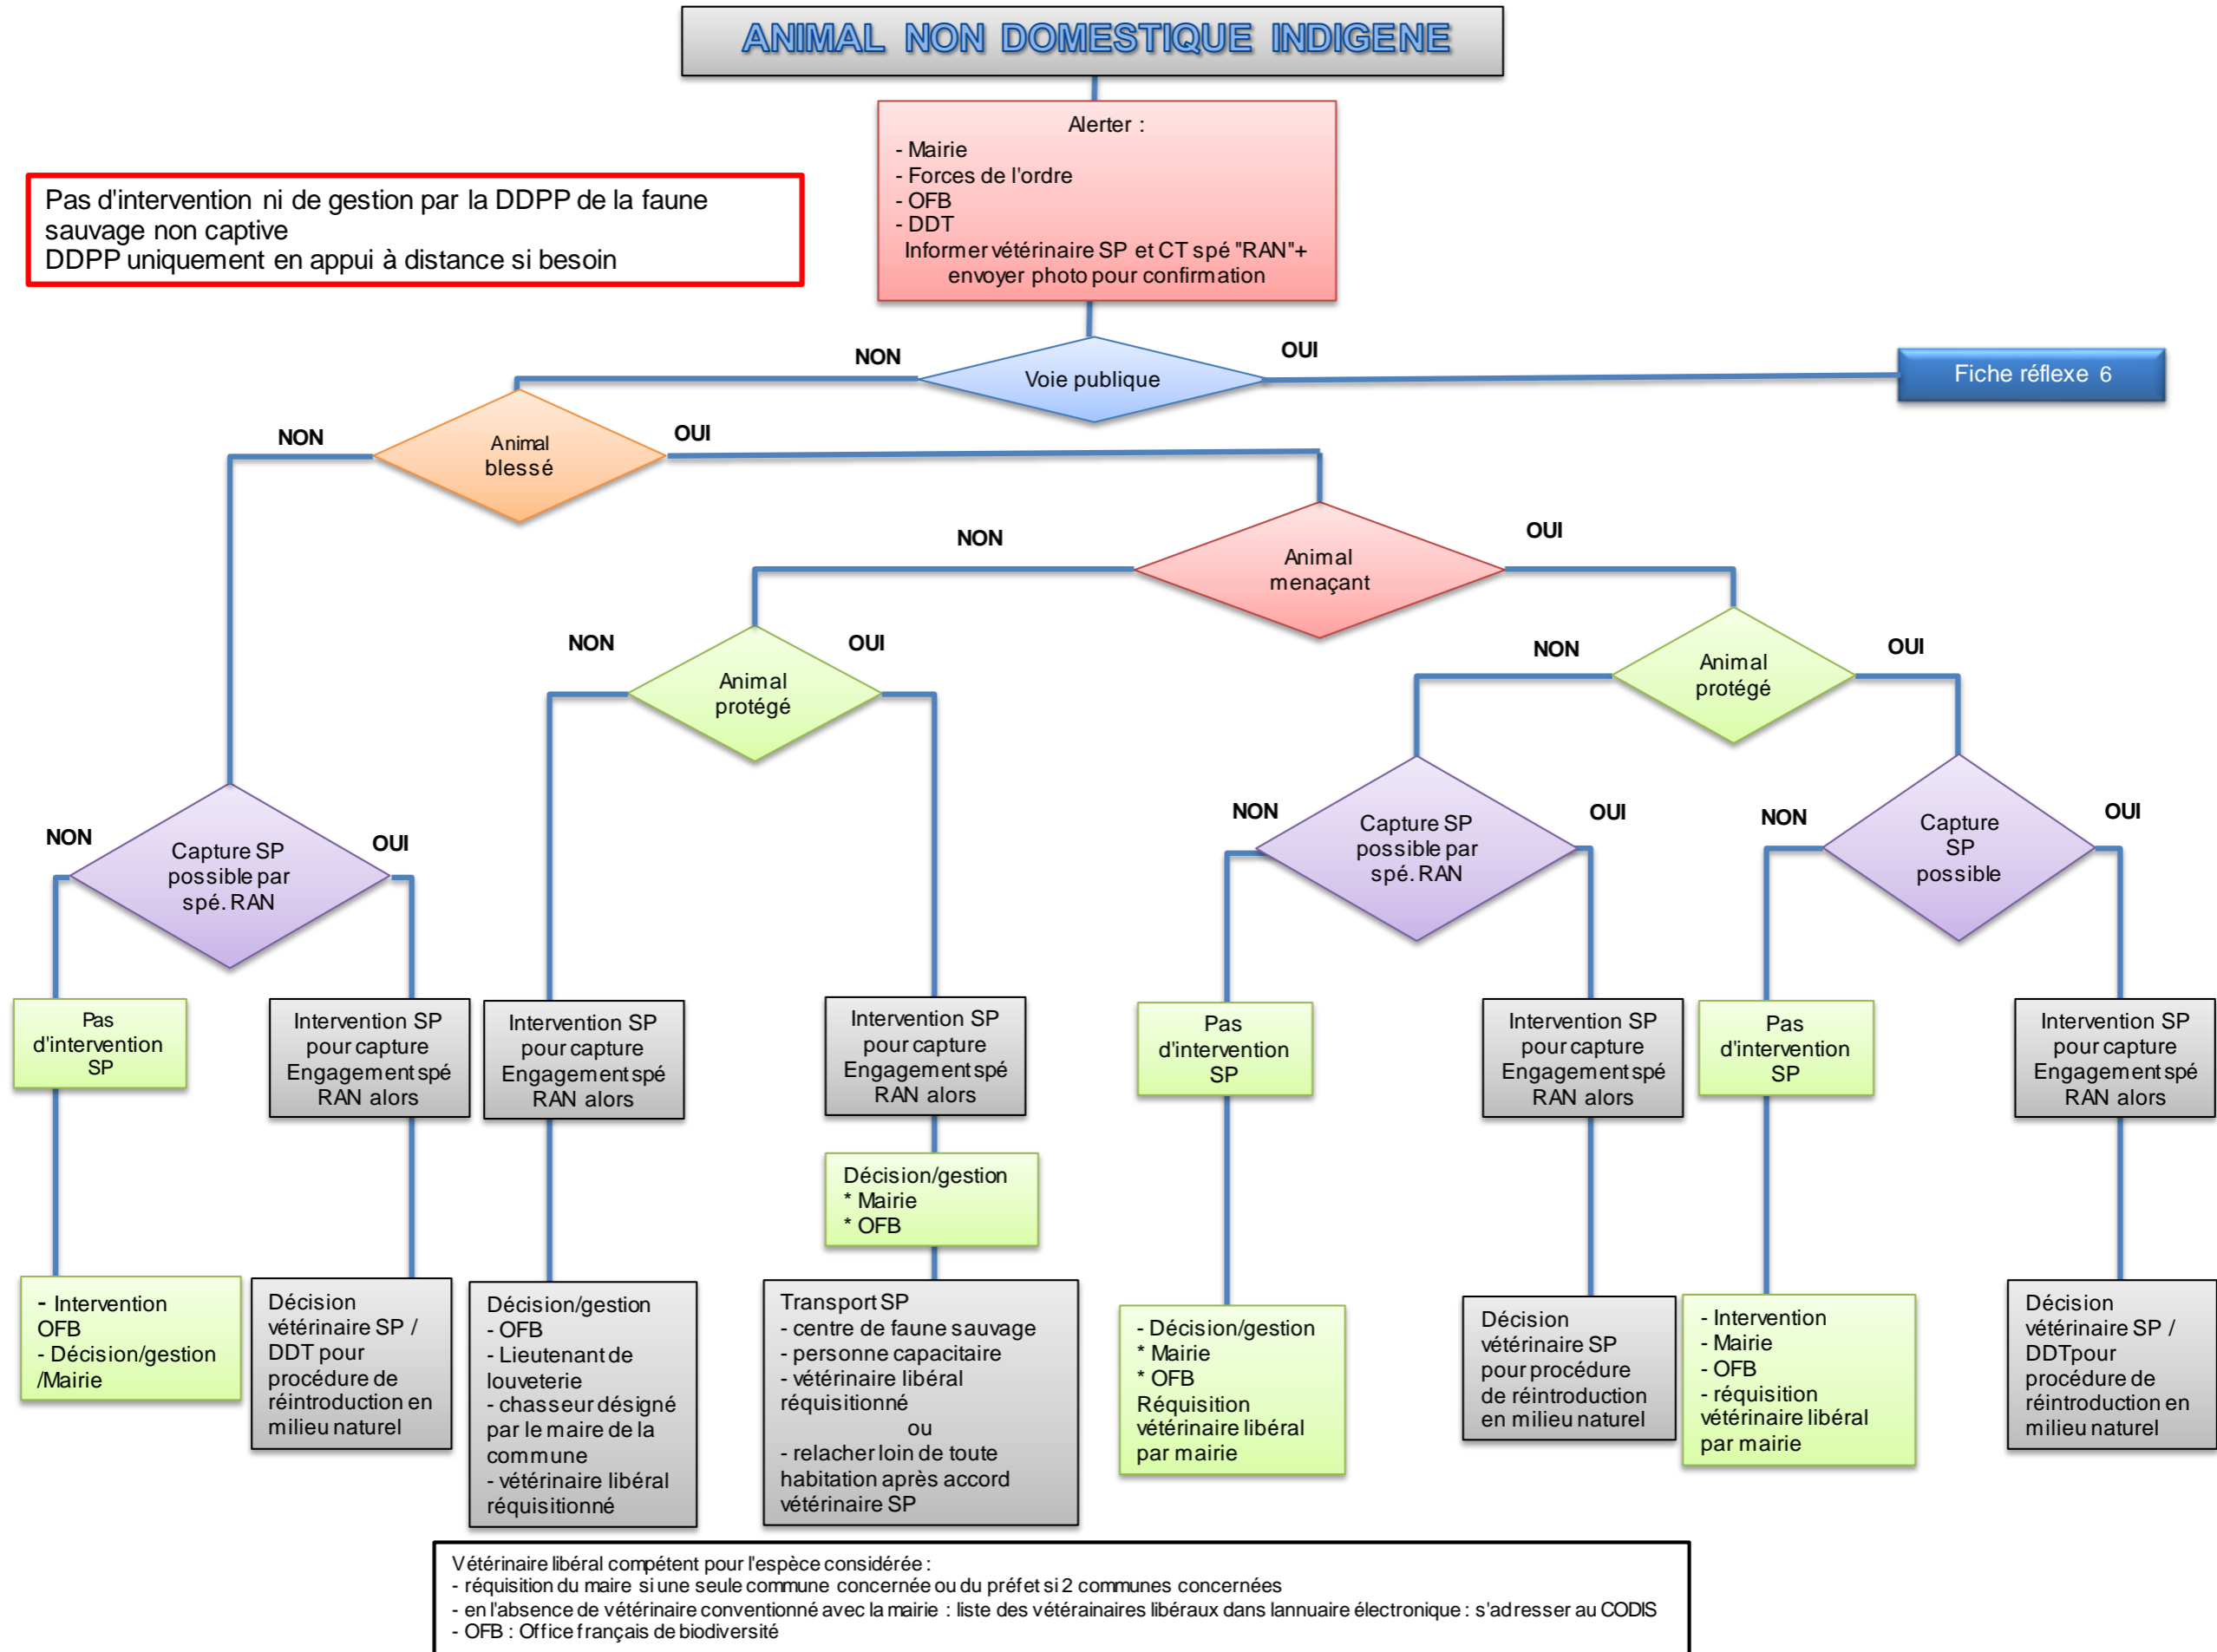 ANIMAL NON DOMESTIQUE INDIGENE
Alerter :
- Mairie
- Forces de l'ordre
- OFB
- DDT
Informer vétérinaire SP et CT spé "RAN"+
envoyer photo pour confirmation
Pas d'intervention ni de gestion par la DDPP de la faune
sauvage non captive
DDPP uniquement en appui à distance si besoin
NON
Voie publique
OUI
Fiche réflexe 6
NON
Animal
blessé
OUI
NON
Animal
menaçant
OUI
NON
Animal
protégé
OUI
NON
Animal
protégé
OUI
NON
Capture SP
possible par
spé. RAN
OUI
NON
Capture SP
possible par
spé. RAN
OUI
NON
Capture
SP
possible
OUI
Pas
d'intervention
SP
Intervention SP
pour capture
Engagement spé
RAN alors
Intervention SP
pour capture
Engagement spé
RAN alors
Intervention SP
pour capture
Engagement spé
RAN alors
Pas
d'intervention
SP
Intervention SP
pour capture
Engagement spé
RAN alors
Pas
d'intervention
SP
Intervention SP
pour capture
Engagement spé
RAN alors
Décision/gestion
* Mairie
* OFB
- Intervention
OFB
- Décision/gestion
/Mairie
Décision
vétérinaire SP /
DDT pour
procédure de
réintroduction en
milieu naturel
Décision/gestion
- OFB
- Lieutenant de
louveterie
- chasseur désigné
par le maire de la
commune
- vétérinaire libéral
réquisitionné
Transport SP
- centre de faune sauvage
- personne capacitaire
- vétérinaire libéral
réquisitionné
ou
- relacher loin de toute
habitation après accord
vétérinaire SP
- Décision/gestion
* Mairie
* OFB
Réquisition
vétérinaire libéral
par mairie
Décision
vétérinaire SP
pour procédure
de réintroduction
en milieu naturel
- Intervention
- Mairie
- OFB
- réquisition
vétérinaire libéral
par mairie
Décision
vétérinaire SP /
DDTpour
procédure de
réintroduction en
milieu naturel
Vétérinaire libéral compétent pour l'espèce considérée :
- réquisition du maire si une seule commune concernée ou du préfet si 2 communes concernées
- en l'absence de vétérinaire conventionné avec la mairie : liste des vétérainaires libéraux dans lannuaire électronique : s'adresser au CODIS
- OFB : Office français de biodiversité